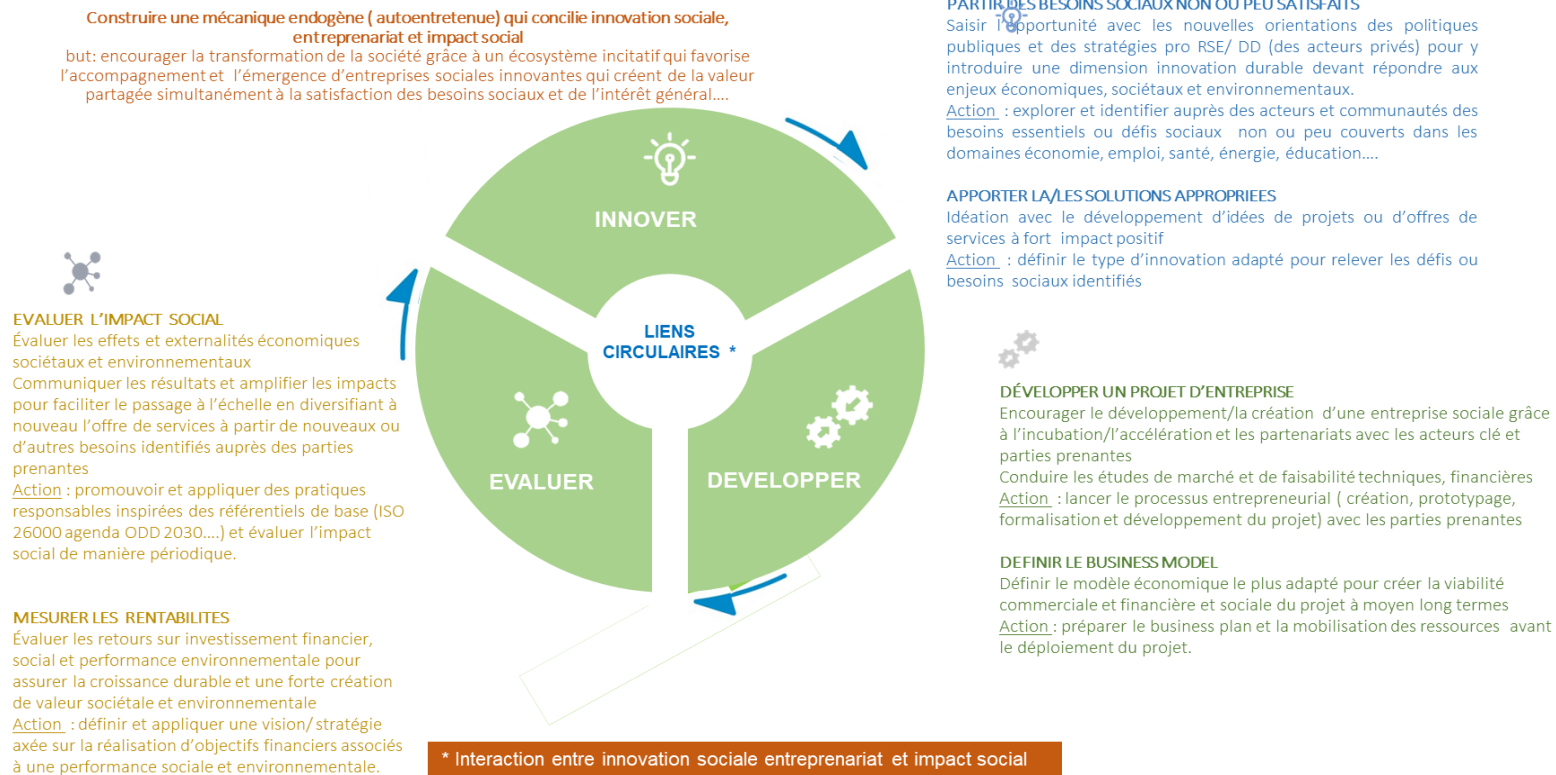 Construire une mécanique endogène ( autoentretenue) qui concilie innovation sociale,
entreprenariat et impact social
but: encourager la transformation de la société grâce à un écosystème incitatif qui favorise
l'accompagnement et l'émergence d'entreprises sociales innovantes qui créent de la valeur
partagée simultanément à la satisfaction des besoins sociaux et de l'intérêt général....
PARTIR DES BESOINS SOCIAUX NON OU PEU SATISFAITS
Saisir l'opportunité avec les nouvelles orientations des politiques
publiques et des stratégies pro RSE/ DD (des acteurs privés) pour y
introduire une dimension innovation durable devant répondre aux
enjeux économiques, sociétaux et environnementaux.
Action : explorer et identifier auprès des acteurs et communautés des
besoins essentiels ou défis sociaux non ou peu couverts dans les
domaines économie, emploi, santé, énergie, éducation....
APPORTER LA/LES SOLUTIONS APPROPRIEES
Idéation avec le développement d'idées de projets ou d'offres de
services à fort impact positif
Action : définir le type d'innovation adapté pour relever les défis ou
besoins sociaux identifiés
INNOVER
LIENS
CIRCULAIRES *
EVALUER
DEVELOPPER
EVALUER L'IMPACT SOCIAL
Évaluer les effets et externalités économiques
sociétaux et environnementaux
Communiquer les résultats et amplifier les impacts
pour faciliter le passage à l'échelle en diversifiant à
nouveau l'offre de services à partir de nouveaux ou
d'autres besoins identifiés auprès des parties
prenantes
Action : promouvoir et appliquer des pratiques
responsables inspirées des référentiels de base (ISO
26000 agenda ODD 2030....) et évaluer l'impact
social de manière périodique.
MESURER LES RENTABILITES
Évaluer les retours sur investissement financier,
social et performance environnementale pour
assurer la croissance durable et une forte création
de valeur sociétale et environnementale
Action : définir et appliquer une vision/ stratégie
axée sur la réalisation d'objectifs financiers associés
à une performance sociale et environnementale.
DÉVELOPPER UN PROJET D'ENTREPRISE
Encourager le développement/la création d'une entreprise sociale grâce
à l'incubation/l'accélération et les partenariats avec les acteurs clé et
parties prenantes
Conduire les études de marché et de faisabilité techniques, financières
Action : lancer le processus entrepreneurial ( création, prototypage,
formalisation et développement du projet) avec les parties prenantes
DEFINIR LE BUSINESS MODEL
Définir le modèle économique le plus adapté pour créer la viabilité
commerciale et financière et sociale du projet à moyen long termes
Action : préparer le business plan et la mobilisation des ressources avant
le déploiement du projet.
* Interaction entre innovation sociale entreprenariat et impact social